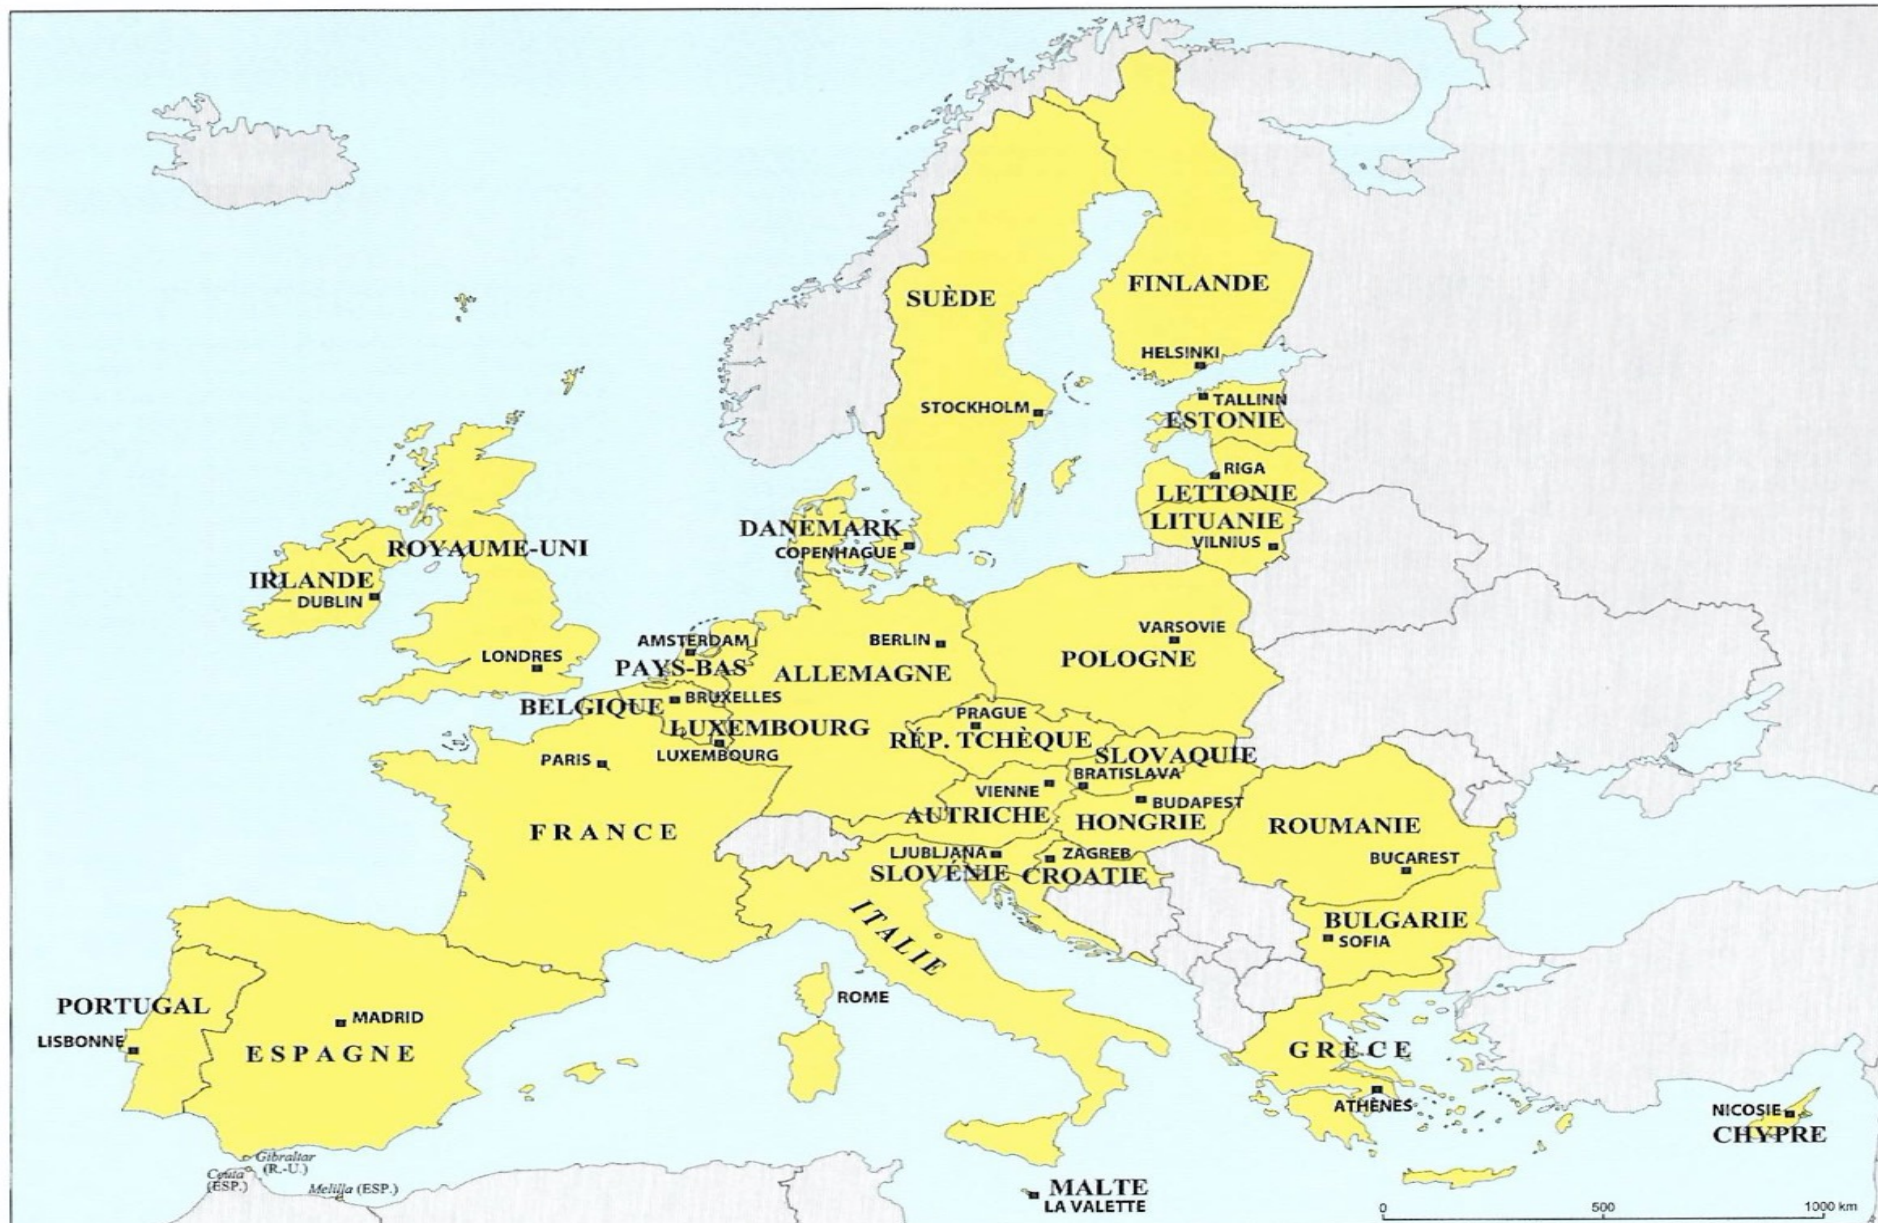 SUÈDE
FINLANDE
HELSINKI
STOCKHOLM
TALLINN
ESTONIE
RIGA
LETTONIE
LITUANIE
VILNIUS
DANEMARK
COPENHAGUE
ROYAUME-UNI
IRLANDE
DUBLIN
LONDRES
AMSTERDAM
PAYS-BAS
BERLIN
ALLEMAGNE
VARSOVIE
POLOGNE
BELGIQUE
BRUXELLES
LUXEMBOURG
LUXEMBOURG
PARIS
PRAGUE
RÉP. TCHÈQUE
SLOVAQUIE
BRATISLAVA
VIENNE
AUTRICHE
BUDAPEST
HONGRIE
FRANCE
ROUMANIE
BUCAREST
LJUBLJANA
SLOVÉNIE
ZAGREB
CROATIE
ITALIE
BULGARIE
SOFIA
ROME
PORTUGAL
LISBONNE
MADRID
ESPAGNE
GRÈCE
ATHÈNES
NICOSIE
CHYPRE
Gibraltar
(R.-U.)
Ceuta
(ESP.)
Melilla (ESP.)
MALTE
LA VALETTE
0 500 1000 km